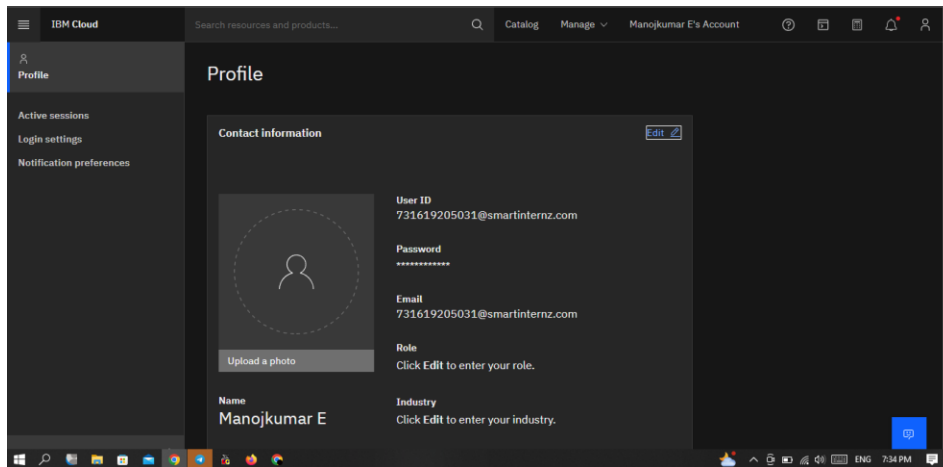 IBM Cloud
Search resources and products...
Catalog
Manage
Manojkumar E's Account
Profile
Active sessions
Login settings
Notification preferences
Profile
Contact information
Edit
User ID
731619205031@smartinternz.com
Password
************
Email
731619205031@smartinternz.com
Role
Click Edit to enter your role.
Upload a photo
Name
Manojkumar E
Industry
Click Edit to enter your industry.
ENG
7:34 PM